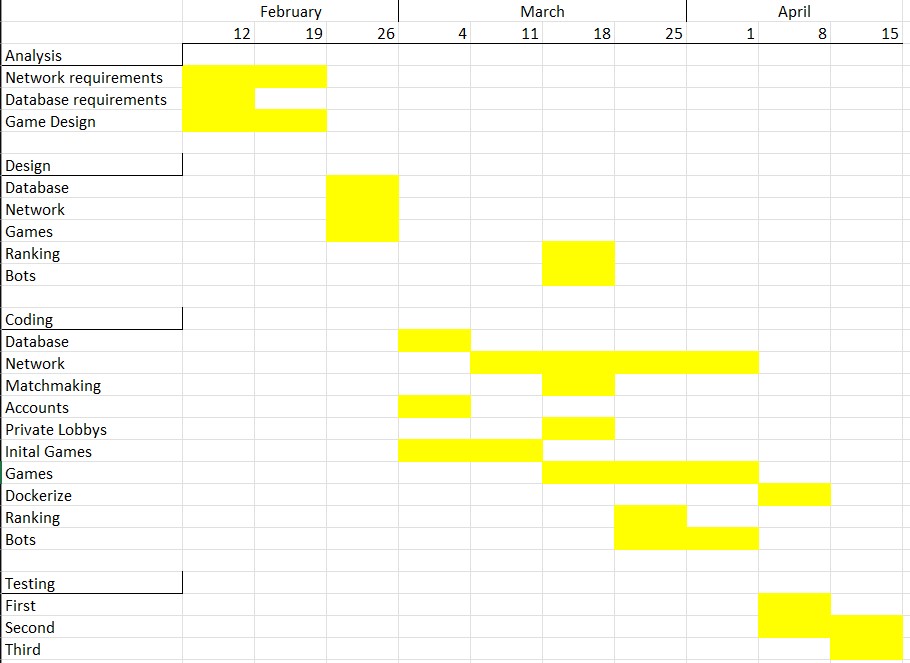 February March April
12 19 26 4 11 18 25 1 8 15
Analysis
Network requirements
Database requirements
Game Design
Design
Database
Network
Games
Ranking
Bots
Coding
Database
Network
Matchmaking
Accounts
Private Lobbys
Inital Games
Games
Dockerize
Ranking
Bots
Testing
First
Second
Third